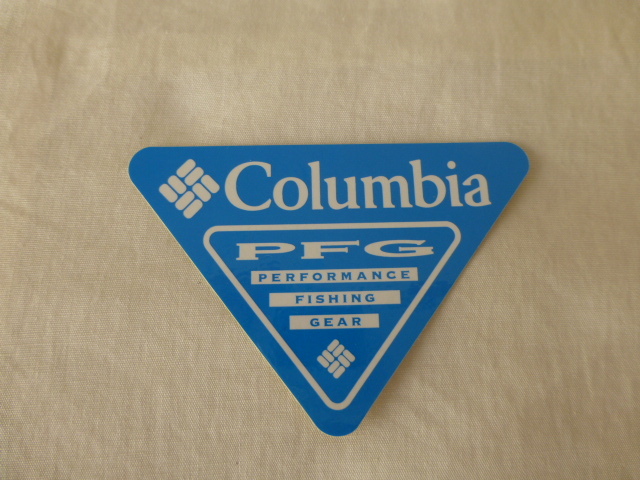 Columbia
PFG
PERFORMANCE
FISHING
GEAR